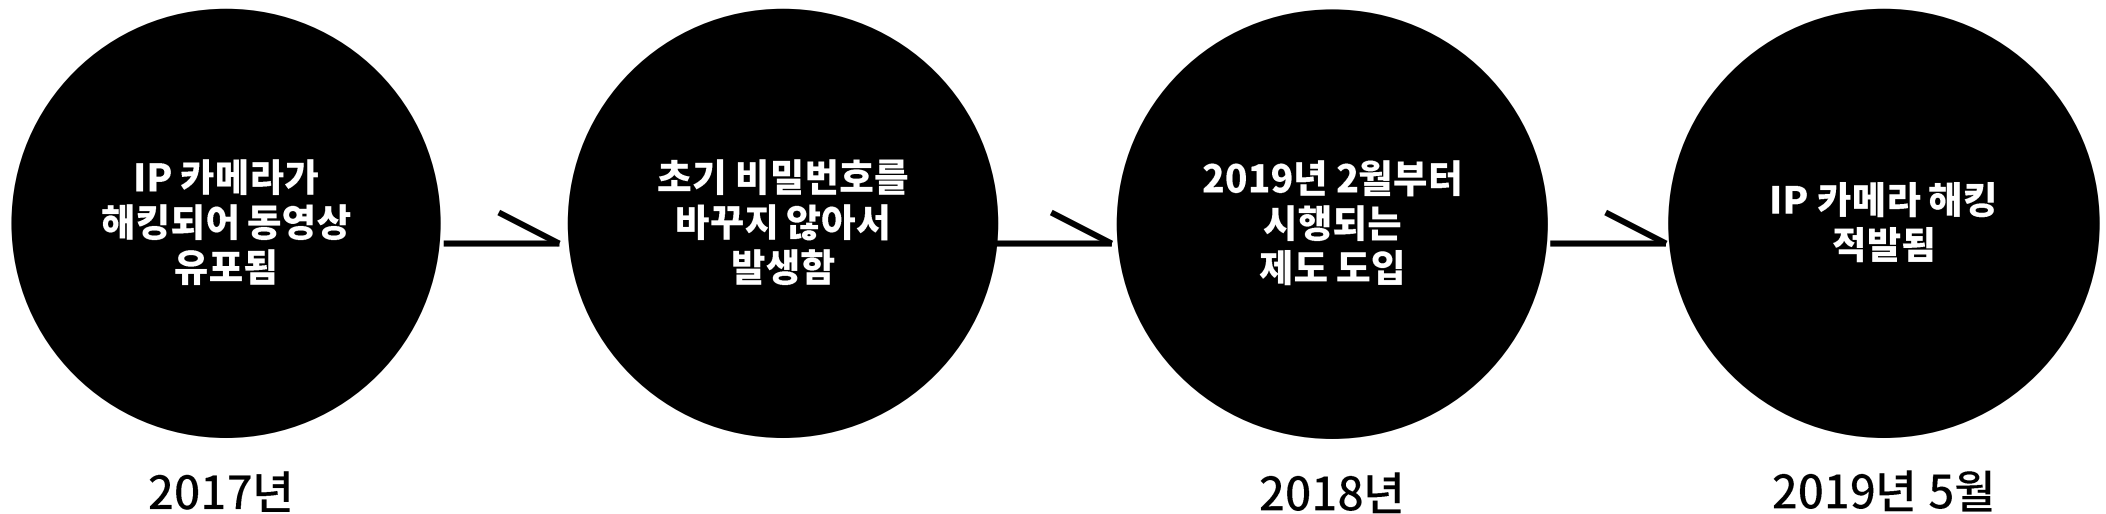 IP 카메라가
해킹되어 동영상
유포됨
초기 비밀번호를
바꾸지 않아서
발생함
2019년 2월부터
시행되는
제도 도입
IP 카메라 해킹
적발됨
2017년
2018년
2019년 5월